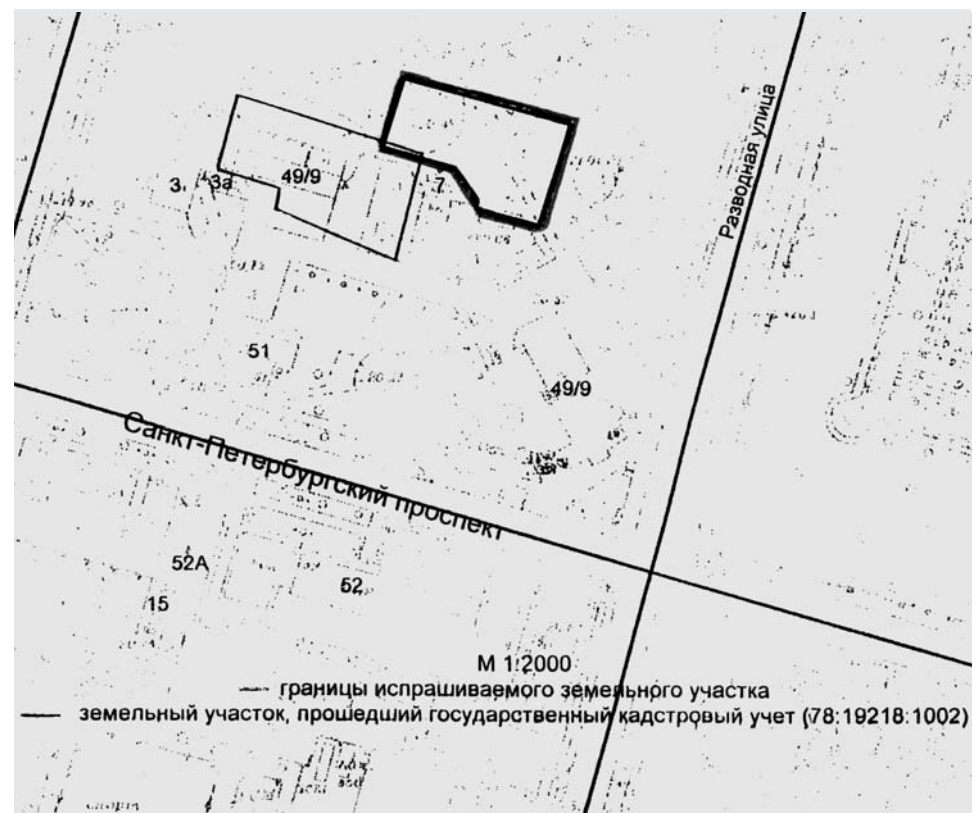 Разводная улица
49/9
3
3а
7
51
49/9
Санкт-Петербургский проспект
52А
52
15
М 1:2000
границы испрашиваемого земельного участка
земельный участок, прошедший государственный кадстровый учет (78:19218:1002)